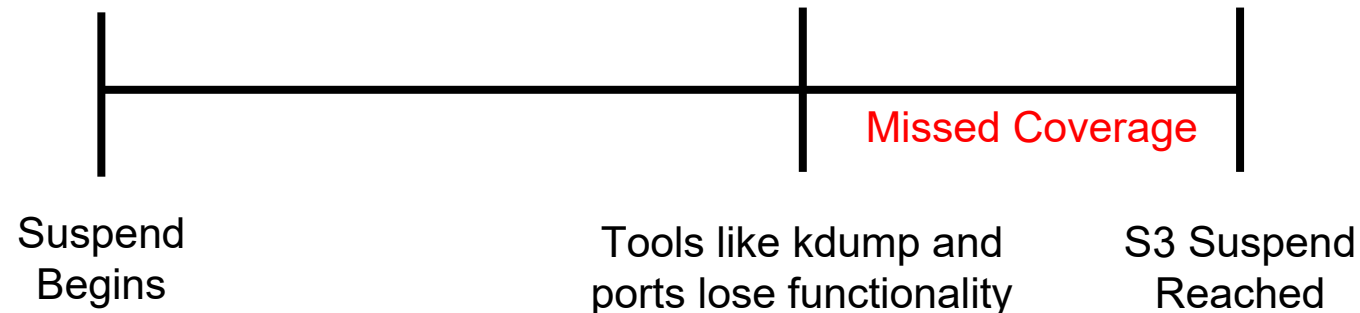 Missed Coverage
Suspend
Begins
Tools like kdump and
ports lose functionality
S3 Suspend
Reached